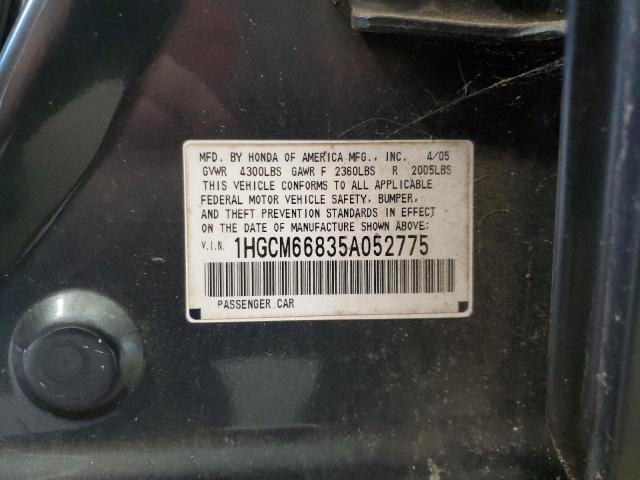 MFD. BY HONDA OF AMERICA MFG., INC. 4/05
GVWR 4300LBS GAWR F 2360LBS R 2005LBS
THIS VEHICLE CONFORMS TO ALL APPLICABLE
FEDERAL MOTOR VEHICLE SAFETY, BUMPER,
AND THEFT PREVENTION STANDARDS IN EFFECT
ON THE DATE OF MANUFACTURE SHOWN ABOVE:
V.I.N. 1HGCM66835A052775
PASSENGER CAR